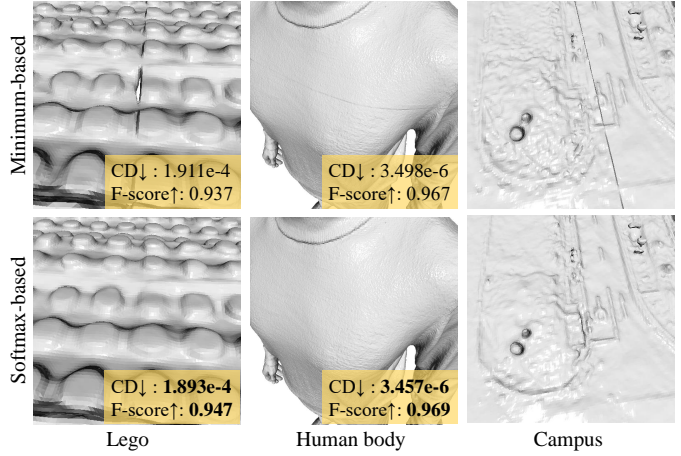 Minimum-based
CD↓ : 1.911e-4
F-score↑: 0.937
CD↓ : 3.498e-6
F-score↑: 0.967
Softmax-based
CD↓ : 1.893e-4
F-score↑: 0.947
CD↓ : 3.457e-6
F-score↑: 0.969
Lego
Human body
Campus